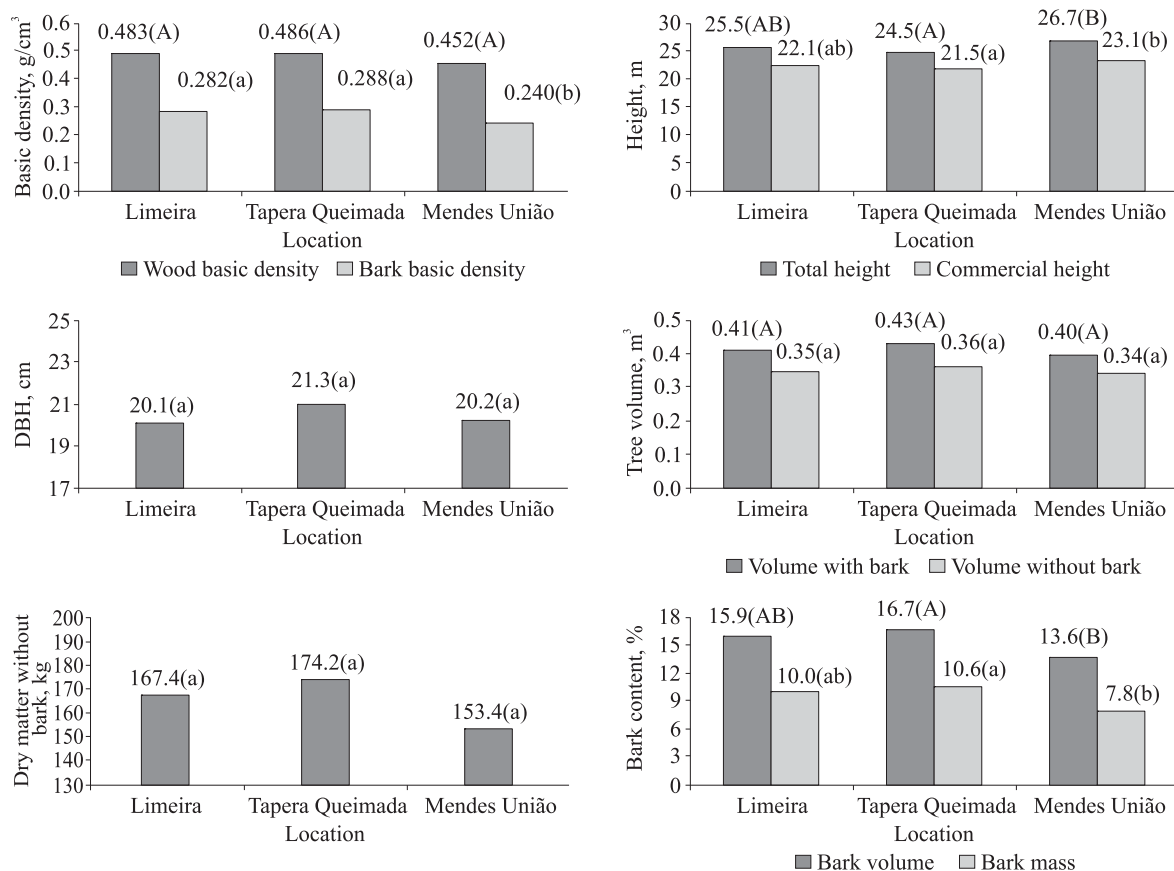 Basic density, g/cm³
0.6
0.5
0.4
0.3
0.2
0.1
0.0
0.483(A)
0.282(a)
0.486(A)
0.288(a)
0.452(A)
0.240(b)
Limeira
Tapera Queimada
Mendes União
Location
Wood basic density
Bark basic density
Height, m
30
25
20
15
10
5
0
25.5(AB)
22.1(ab)
24.5(A)
21.5(a)
26.7(B)
23.1(b)
Limeira
Tapera Queimada
Mendes União
Location
Total height
Commercial height
DBH, cm
25
23
21
19
17
20.1(a)
21.3(a)
20.2(a)
Limeira
Tapera Queimada
Mendes União
Location
Tree volume, m³
0.5
0.4
0.3
0.2
0.1
0.0
0.41(A)
0.35(a)
0.43(A)
0.36(a)
0.40(A)
0.34(a)
Limeira
Tapera Queimada
Mendes União
Location
Volume with bark
Volume without bark
Dry matter without
bark, kg
200
190
180
170
160
150
140
130
167.4(a)
174.2(a)
153.4(a)
Limeira
Tapera Queimada
Mendes União
Location
Bark content, %
18
15
12
9
6
3
0
15.9(AB)
10.0(ab)
16.7(A)
10.6(a)
13.6(B)
7.8(b)
Limeira
Tapera Queimada
Mendes União
Location
Bark volume
Bark mass